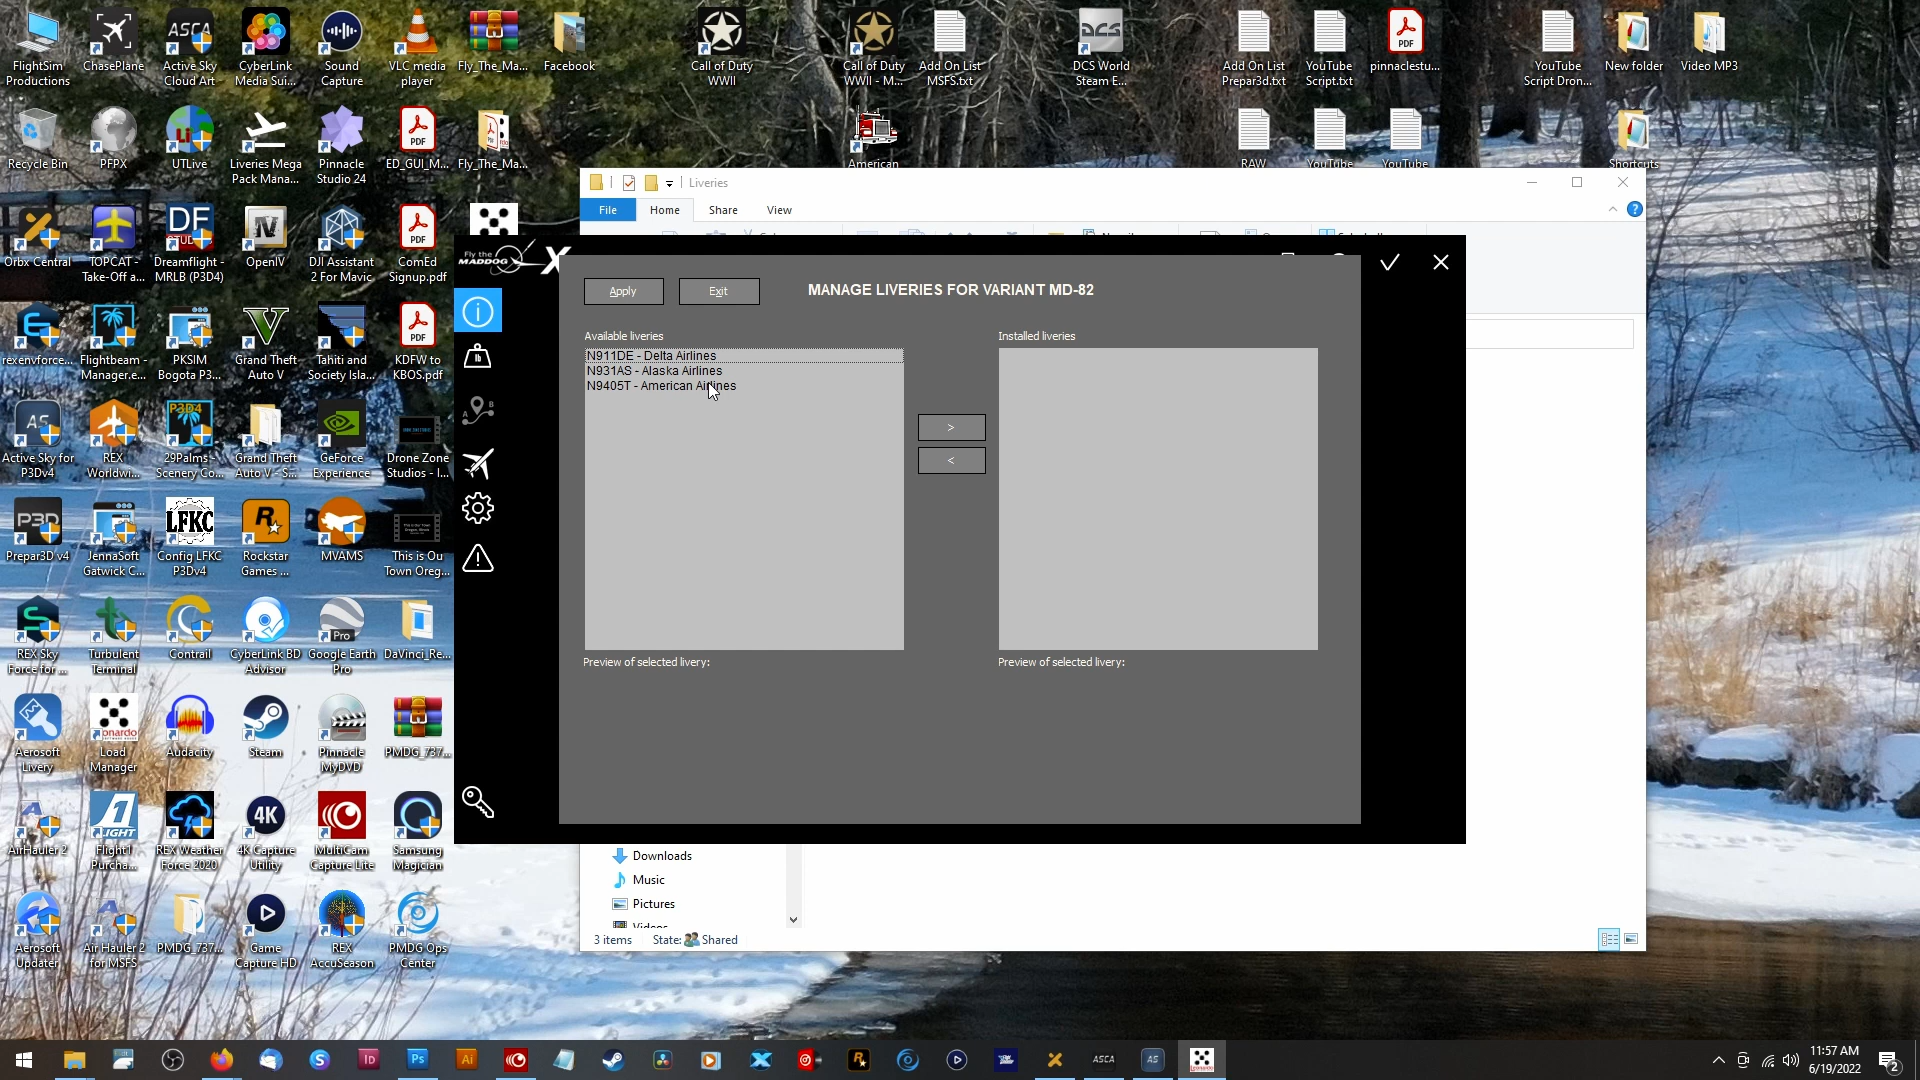 FlightSim
Productions
ChasePlane
Active Sky
Cloud Art
CyberLink
Media Sui...
Sound
Capture
VLC media
player
Fly_The_Ma...
Facebook
Call of Duty
WWII
Call of Duty
WWII - M...
Add On List
MSFS.txt
DCS World
Steam E...
Add On List
Prepar3d.txt
YouTube
Script.txt
pinnaclestu...
YouTube
Script Dron...
New folder
Video MP3
Recycle Bin
PFPX
UTLive
Liveries Mega
Pack Mana...
Pinnacle
Studio 24
ED_GUI_M...
Fly_The_Ma...
American
RAW
YouTube
YouTube
Shortcuts
Orbx Central
TOPCAT -
Take-Off a...
Dreamflight -
MRLB (P3D4)
OpenIV
DJI Assistant
2 For Mavic
ComEd
Signup.pdf
Liveries
File
Home
Share
View
Fly the
MADDOG X
Apply
Exit
MANAGE LIVERIES FOR VARIANT MD-82
Available liveries
Installed liveries
N911DE - Delta Airlines
N931AS - Alaska Airlines
N9405T - American Airlines
>
<
Preview of selected livery:
Preview of selected livery:
rexenvforce...
Flightbeam -
Manager.e...
PKSIM
Bogota P3...
Grand Theft
Auto V
Tahiti and
Society Isla...
KDFW to
KBOS.pdf
Active Sky for
P3Dv4
REX
Worldwi...
29Palms -
Scenery Co...
Grand Theft
Auto V - S...
GeForce
Experience
Drone Zone
Studios - I...
Prepar3D v4
JennaSoft
Gatwick C...
Config LFKC
P3Dv4
Rockstar
Games ...
MVAMS
This is Ou
Town Oreg...
REX Sky
Force for ...
Turbulent
Terminal
Contrail
CyberLink BD
Advisor
Google Earth
Pro
DaVinci_Re...
Aerosoft
Livery
Load
Manager
Audacity
Steam
Pinnacle
MyDVD
PMDG_737...
AirHauler 2
Flight1
Purcha...
REX Weather
Force 2020
4K Capture
Utility
MultiCam
Capture Lite
Samsung
Magician
Aerosoft
Updater
Air Hauler 2
for MSFS
PMDG_737...
Game
Capture HD
REX
AccuSeason
PMDG Ops
Center
Downloads
Music
Pictures
Videos
3 items
State:
Shared
11:57 AM
6/19/2022
2